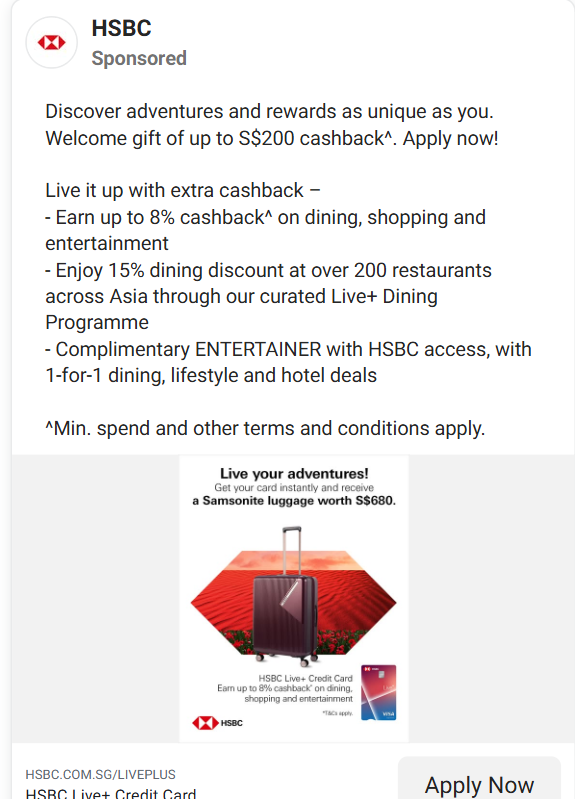 HSBC
Sponsored
Discover adventures and rewards as unique as you.
Welcome gift of up to S$200 cashback^. Apply now!
Live it up with extra cashback –
- Earn up to 8% cashback^ on dining, shopping and
entertainment
- Enjoy 15% dining discount at over 200 restaurants
across Asia through our curated Live+ Dining
Programme
- Complimentary ENTERTAINER with HSBC access, with
1-for-1 dining, lifestyle and hotel deals
^Min. spend and other terms and conditions apply.
Live your adventures!
Get your card instantly and receive
a Samsonite luggage worth S$680.
HSBC Live+ Credit Card
Earn up to 8% cashback^ on dining,
shopping and entertainment
^T&Cs apply.
HSBC
VISA
HSBC.COM.SG/LIVEPLUS
HSBC Live+ Credit Card
Apply Now